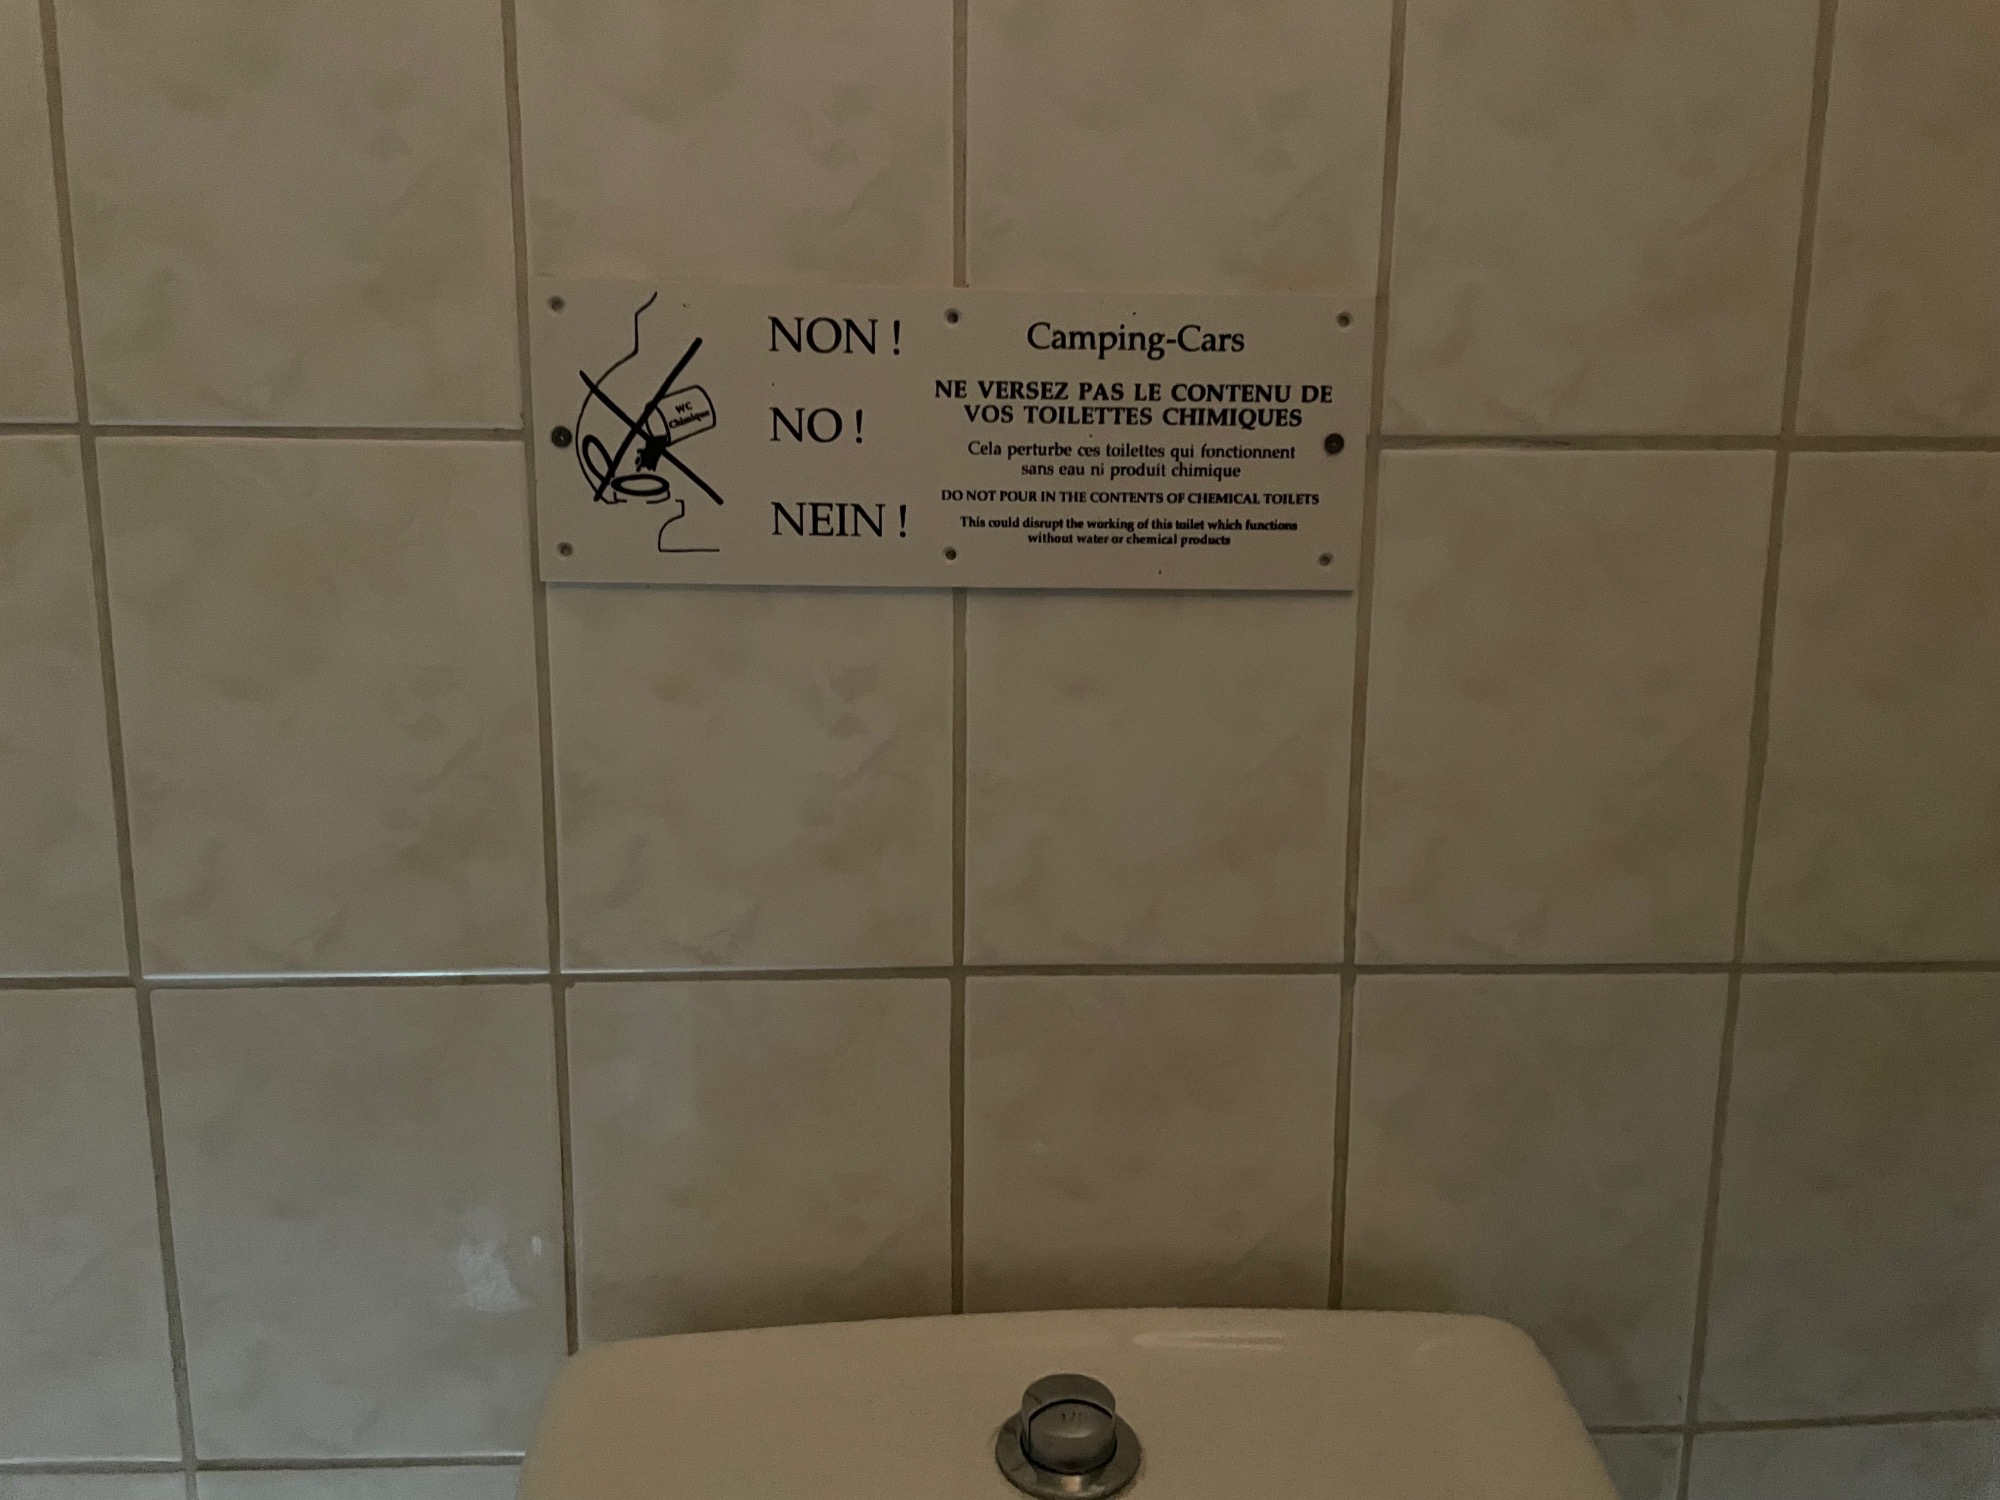 NON !
NO !
NEIN !
WC
Chimique
Camping-Cars
NE VERSEZ PAS LE CONTENU DE
VOS TOILETTES CHIMIQUES
Cela perturbe ces toilettes qui fonctionnent
sans eau ni produit chimique
DO NOT POUR IN THE CONTENTS OF CHEMICAL TOILETS
This could disrupt the working of this toilet which functions
without water or chemical products